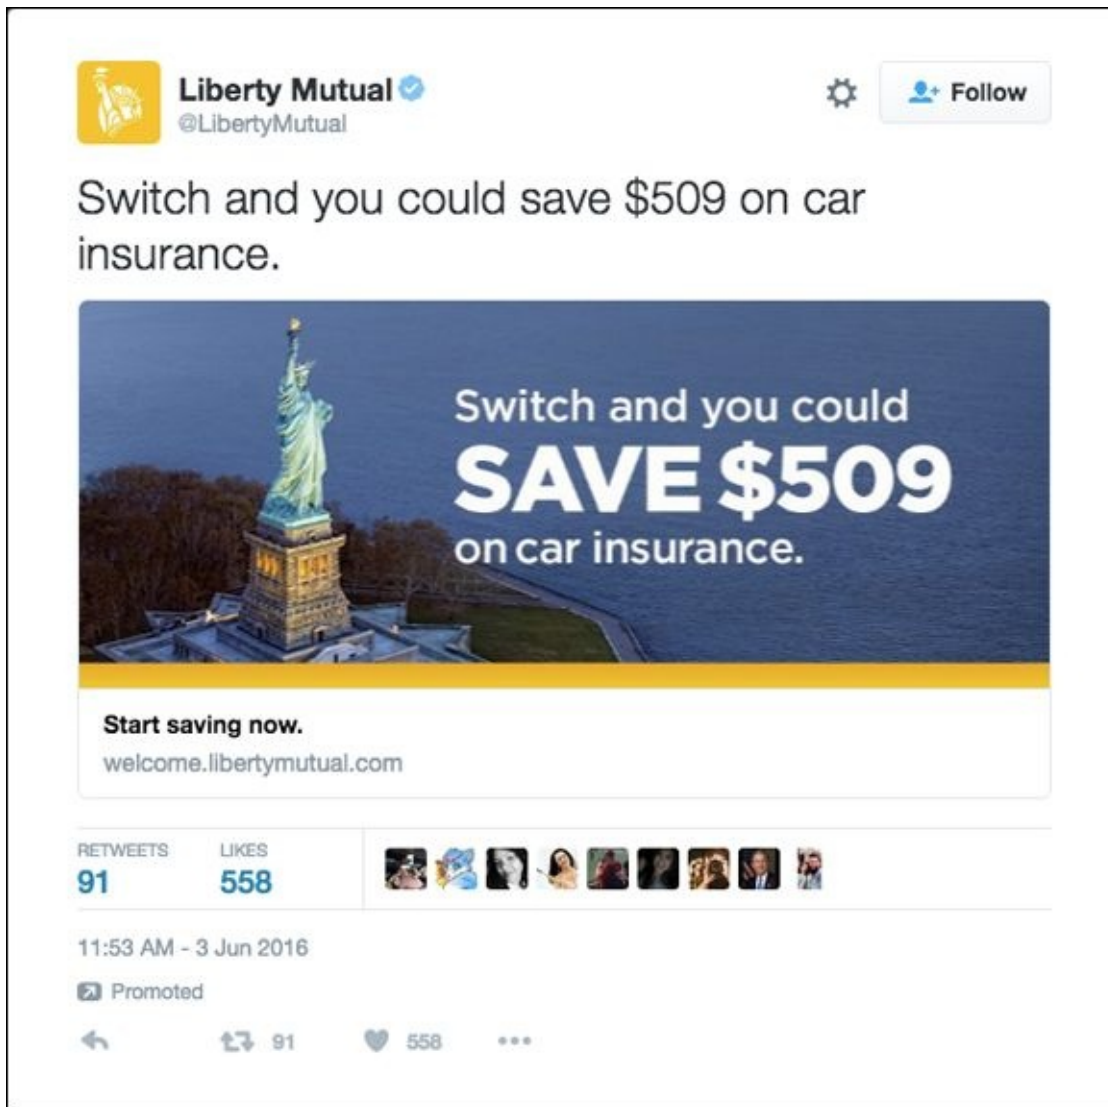 Liberty Mutual
@LibertyMutual
Follow
Switch and you could save $509 on car
insurance.
Switch and you could
SAVE $509
on car insurance.
Start saving now.
welcome.libertymutual.com
RETWEETS LIKES
91 558
11:53 AM - 3 Jun 2016
Promoted
91 558